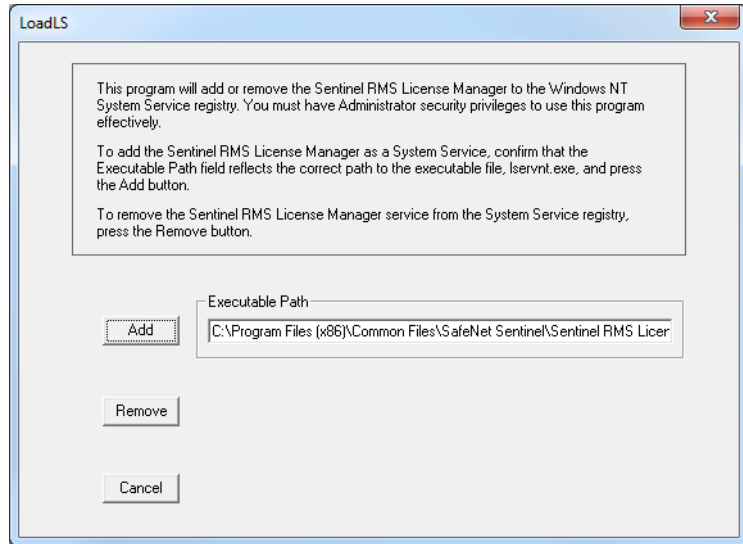 LoadLS
This program will add or remove the Sentinel RMS License Manager to the Windows NT
System Service registry. You must have Administrator security privileges to use this program
effectively.
To add the Sentinel RMS License Manager as a System Service, confirm that the
Executable Path field reflects the correct path to the executable file, lservnt.exe, and press
the Add button.
To remove the Sentinel RMS License Manager service from the System Service registry,
press the Remove button.
Executable Path
Add
C:\Program Files (x86)\Common Files\SafeNet Sentinel\Sentinel RMS Licer
Remove
Cancel